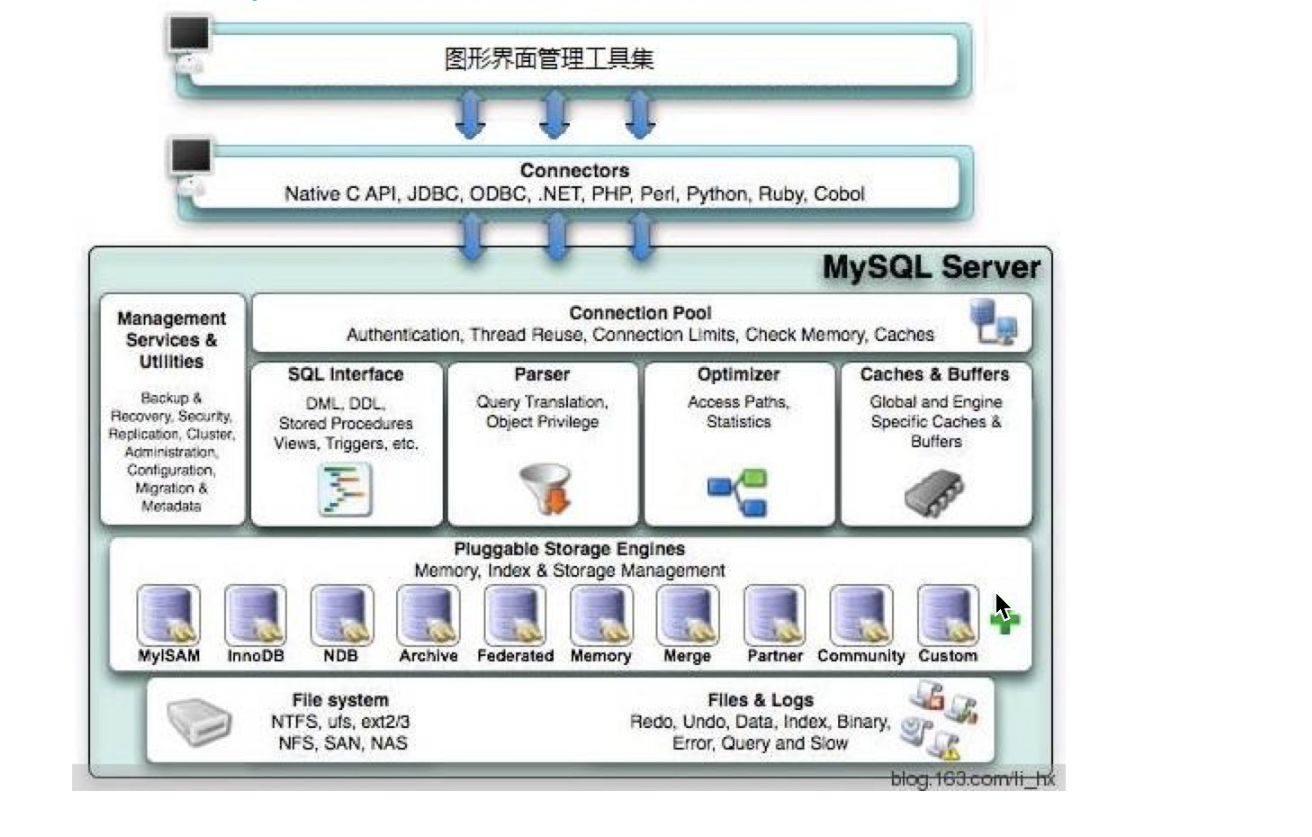 图形界面管理工具集
Connectors
Native C API, JDBC, ODBC, .NET, PHP, Perl, Python, Ruby, Cobol
MySQL Server
Management
Services &
Utilities
Backup &
Recovery, Security,
Replication, Cluster,
Administration,
Configuration,
Migration &
Metadata
Connection Pool
Authentication, Thread Reuse, Connection Limits, Check Memory, Caches
SQL Interface
DML, DDL,
Stored Procedures
Views, Triggers, etc.
Parser
Query Translation,
Object Privilege
Optimizer
Access Paths,
Statistics
Caches & Buffers
Global and Engine
Specific Caches &
Buffers
Pluggable Storage Engines
Memory, Index & Storage Management
MyISAM InnoDB NDB Archive Federated Memory Merge Partner Community Custom
File system
NTFS, ufs, ext2/3
NFS, SAN, NAS
Files & Logs
Redo, Undo, Data, Index, Binary,
Error, Query and Slow
blog.163.com/li_hx